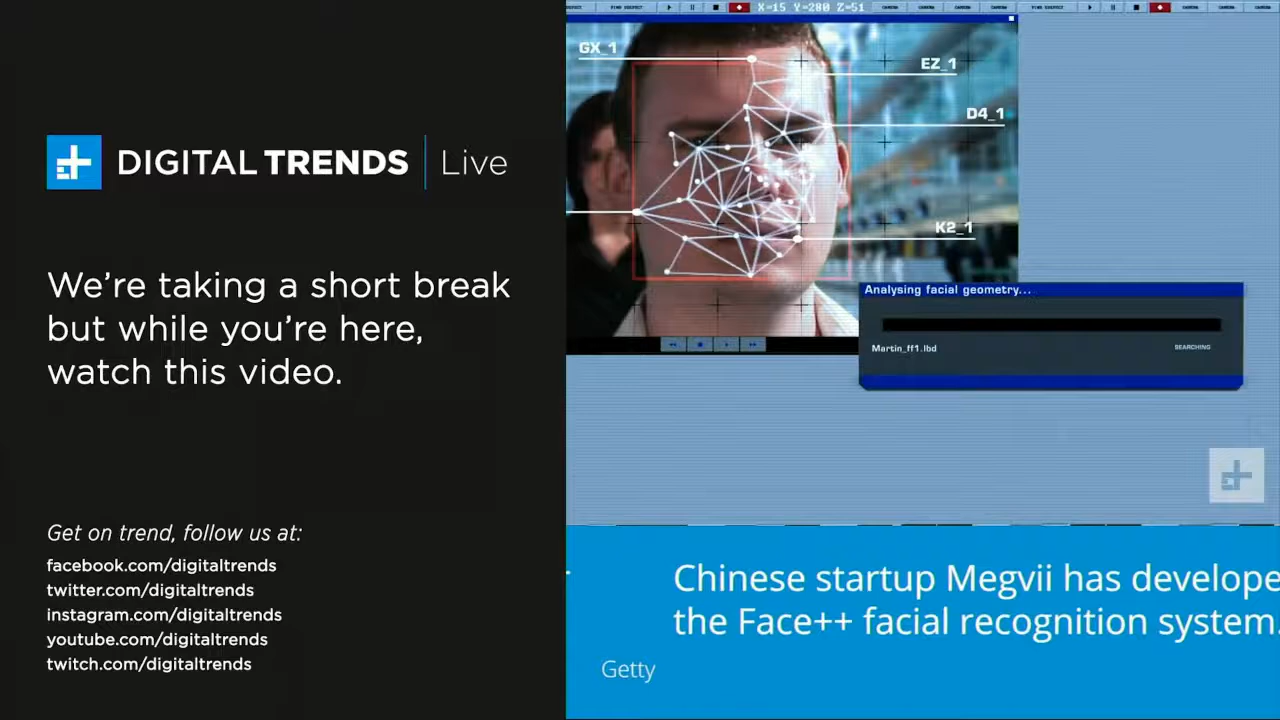 DIGITAL TRENDS Live
We're taking a short break
but while you're here,
watch this video.
Get on trend, follow us at:
facebook.com/digitaltrends
twitter.com/digitaltrends
instagram.com/digitaltrends
youtube.com/digitaltrends
twitch.com/digitaltrends
X=15 Y=280 Z=51
GX_1
EZ_1
D4_1
K2_1
Analysing facial geometry...
Martin_ff1.lbd
SEARCHING
Chinese startup Megvii has develope
the Face++ facial recognition system.
Getty